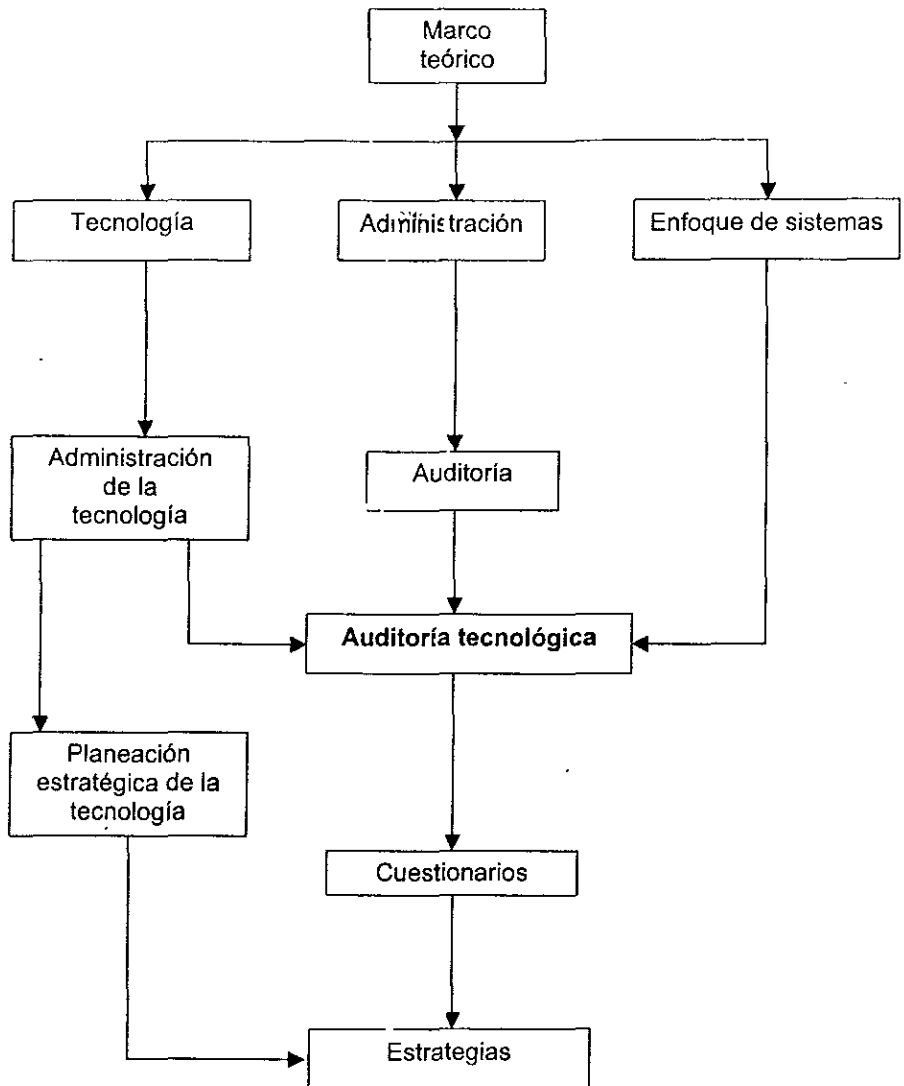 Marco
teórico
Tecnología
Administración
Enfoque de sistemas
Administración
de la
tecnología
Auditoría
Auditoría tecnológica
Planeación
estratégica de la
tecnología
Cuestionarios
Estrategias